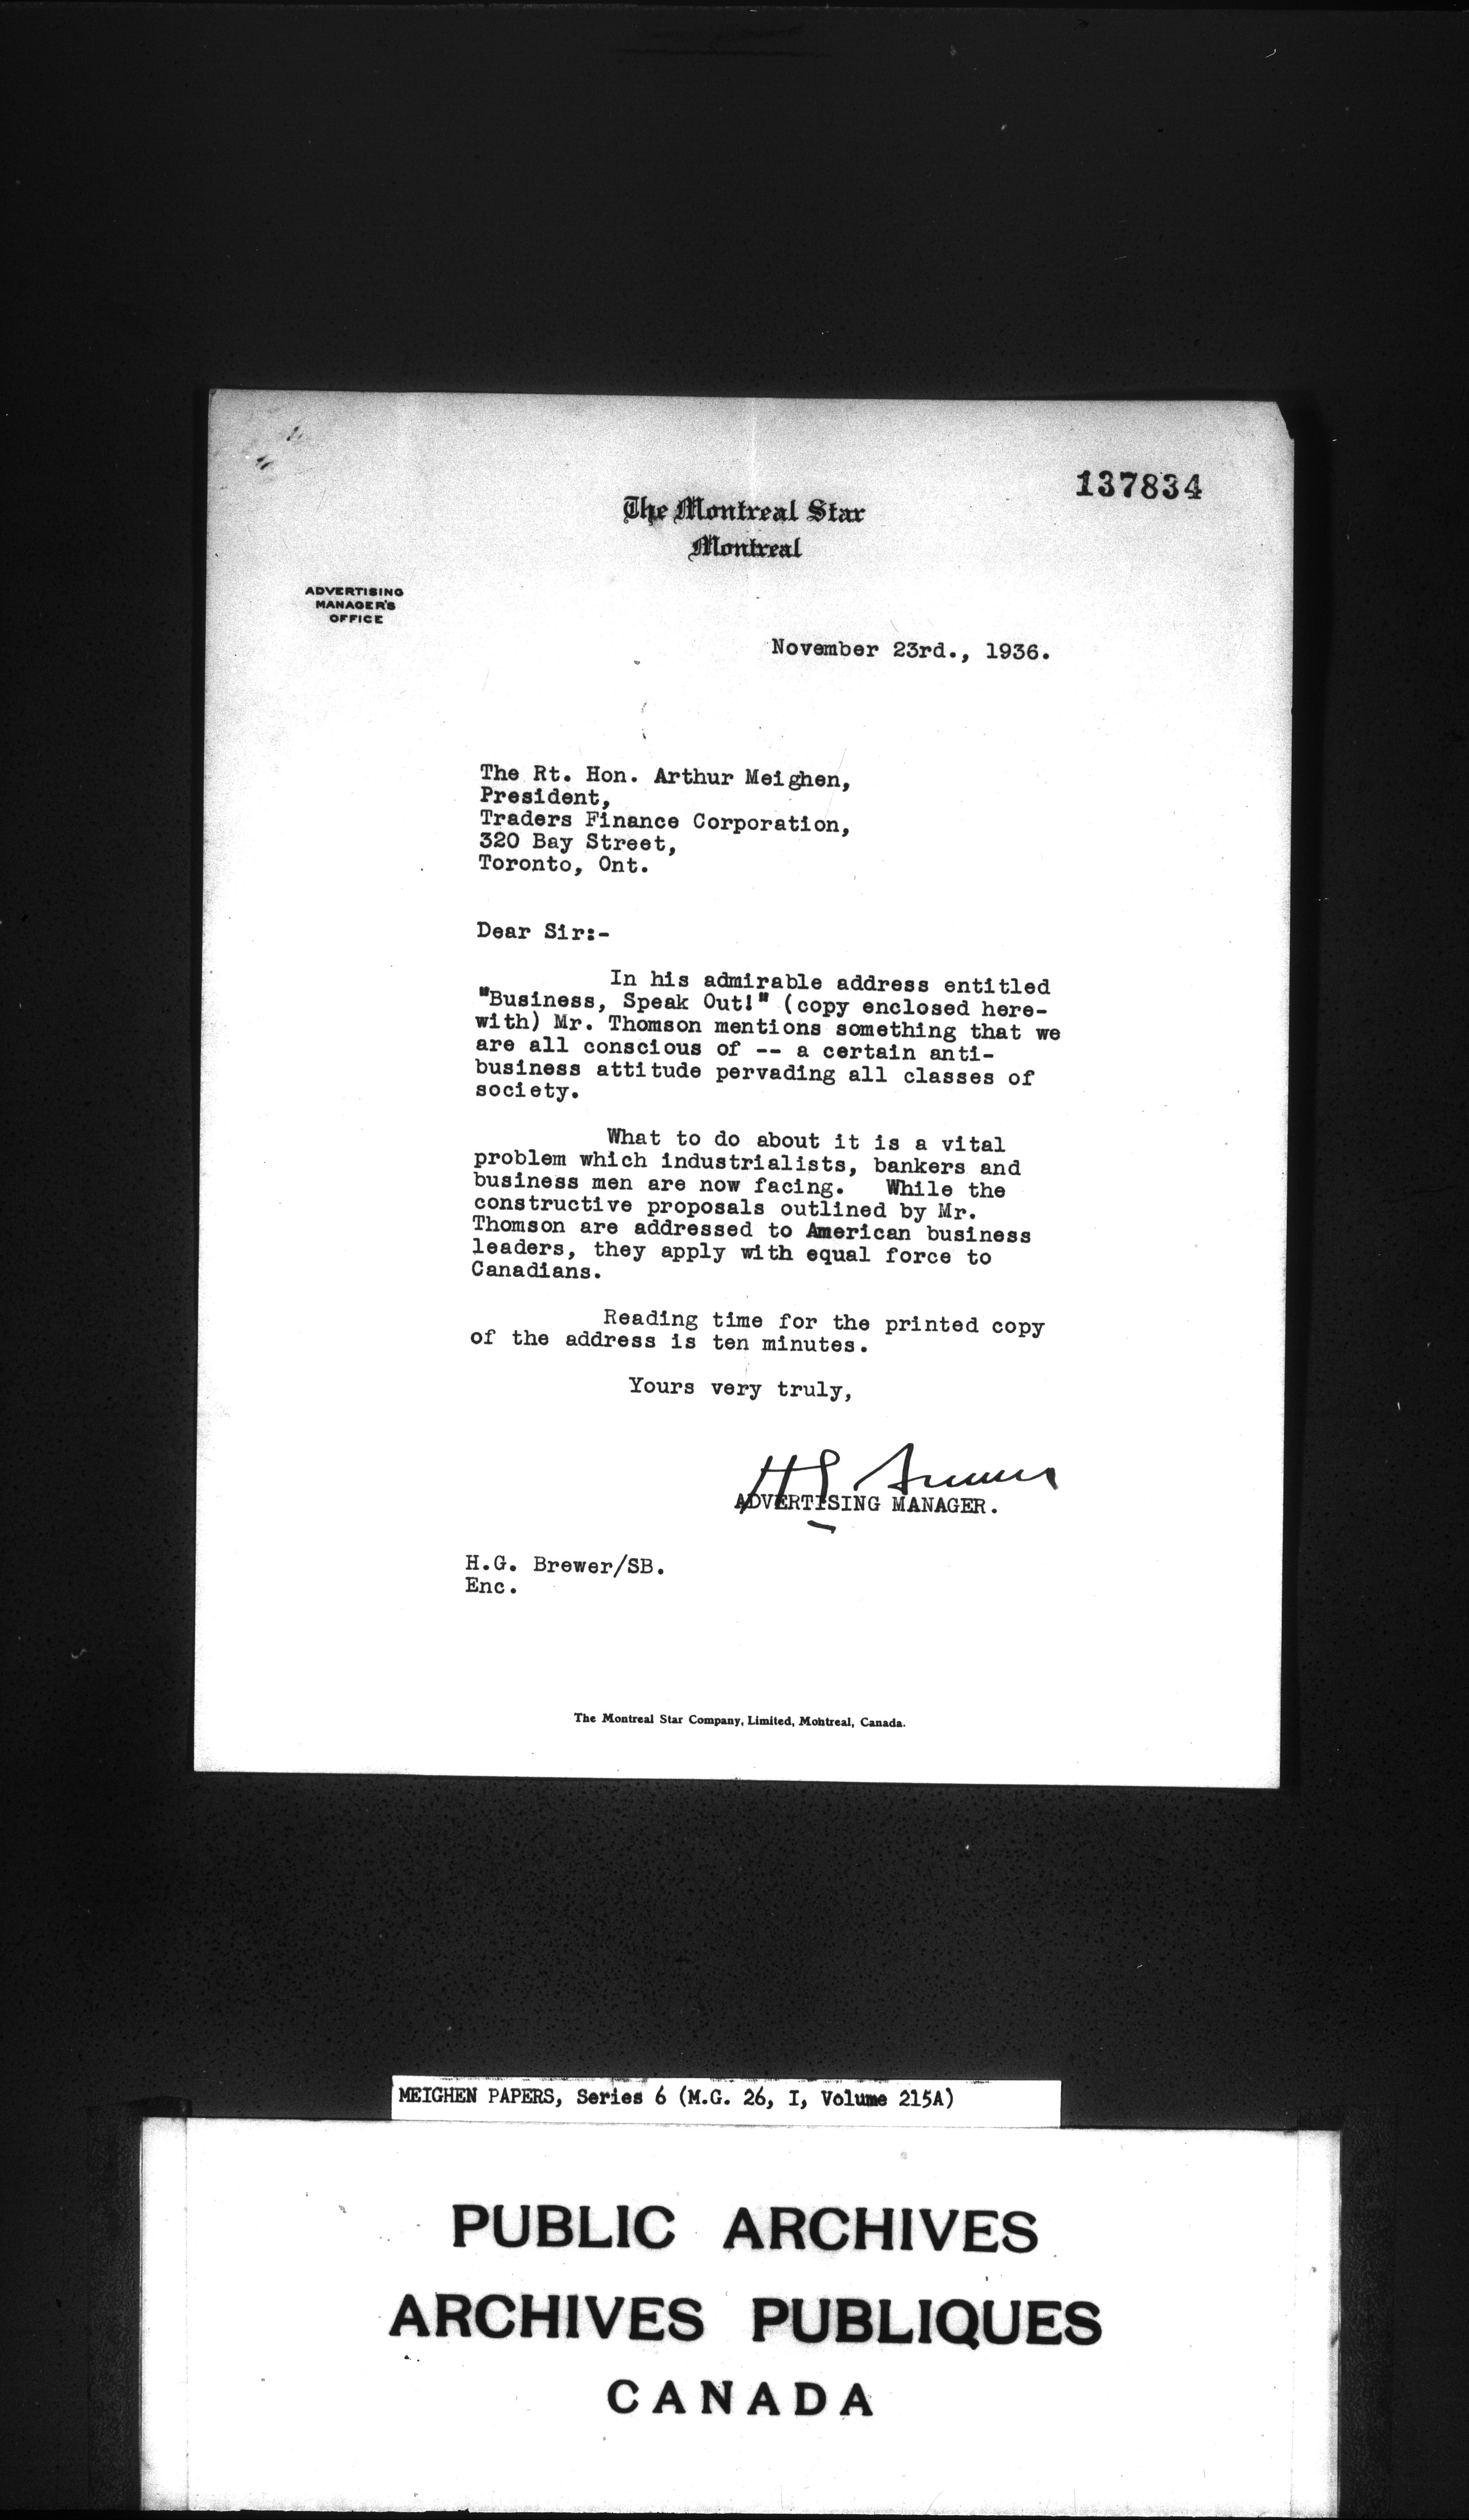 137834
The Montreal Star
Montreal
ADVERTISING
MANAGER'S
OFFICE
November 23rd., 1936.
The Rt. Hon. Arthur Meighen,
President,
Traders Finance Corporation,
320 Bay Street,
Toronto, Ont.
Dear Sir:-
In his admirable address entitled
"Business, Speak Out!" (copy enclosed here-
with) Mr. Thomson mentions something that we
are all conscious of -- a certain anti-
business attitude pervading all classes of
society.
What to do about it is a vital
problem which industrialists, bankers and
business men are now facing. While the
constructive proposals outlined by Mr.
Thomson are addressed to American business
leaders, they apply with equal force to
Canadians.
Reading time for the printed copy
of the address is ten minutes.
Yours very truly,
HG Brewer
ADVERTISING MANAGER.
H.G. Brewer/SB.
Enc.
The Montreal Star Company, Limited, Montreal, Canada.
MEIGHEN PAPERS, Series 6 (M.G. 26, I, Volume 215A)
PUBLIC ARCHIVES
ARCHIVES PUBLIQUES
CANADA